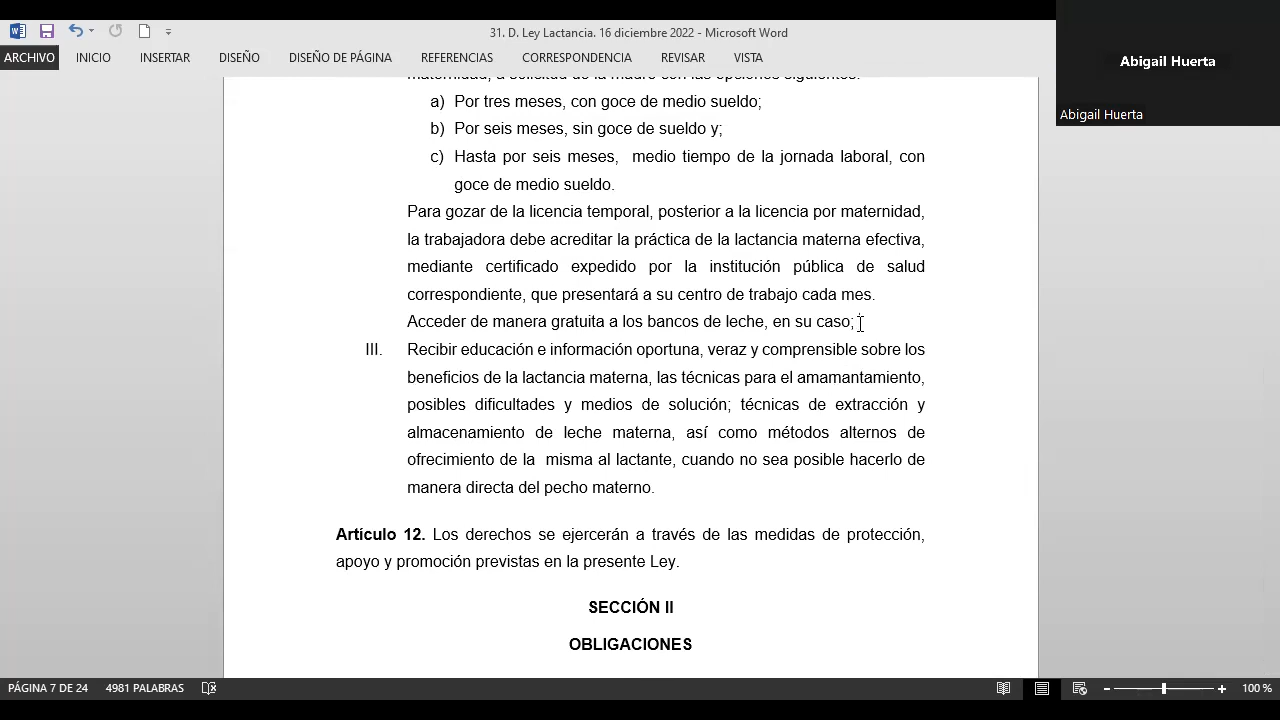 31. D. Ley Lactancia. 16 diciembre 2022 - Microsoft Word
Abigail Huerta
ARCHIVO INICIO INSERTAR DISEÑO DISEÑO DE PÁGINA REFERENCIAS CORRESPONDENCIA REVISAR VISTA
Abigail Huerta
maternidad, a solicitud de la madre con las opciones siguientes:
a) Por tres meses, con goce de medio sueldo;
b) Por seis meses, sin goce de sueldo y;
c) Hasta por seis meses,  medio tiempo de la jornada laboral, con
goce de medio sueldo.
Para gozar de la licencia temporal, posterior a la licencia por maternidad,
la trabajadora debe acreditar la práctica de la lactancia materna efectiva,
mediante certificado expedido por la institución pública de salud
correspondiente, que presentará a su centro de trabajo cada mes.
Acceder de manera gratuita a los bancos de leche, en su caso;
III. Recibir educación e información oportuna, veraz y comprensible sobre los
beneficios de la lactancia materna, las técnicas para el amamantamiento,
posibles dificultades y medios de solución; técnicas de extracción y
almacenamiento de leche materna, así como métodos alternos de
ofrecimiento de la  misma al lactante, cuando no sea posible hacerlo de
manera directa del pecho materno.
Artículo 12. Los derechos se ejercerán a través de las medidas de protección,
apoyo y promoción previstas en la presente Ley.
SECCIÓN II
OBLIGACIONES
PÁGINA 7 DE 24 4981 PALABRAS 100 %